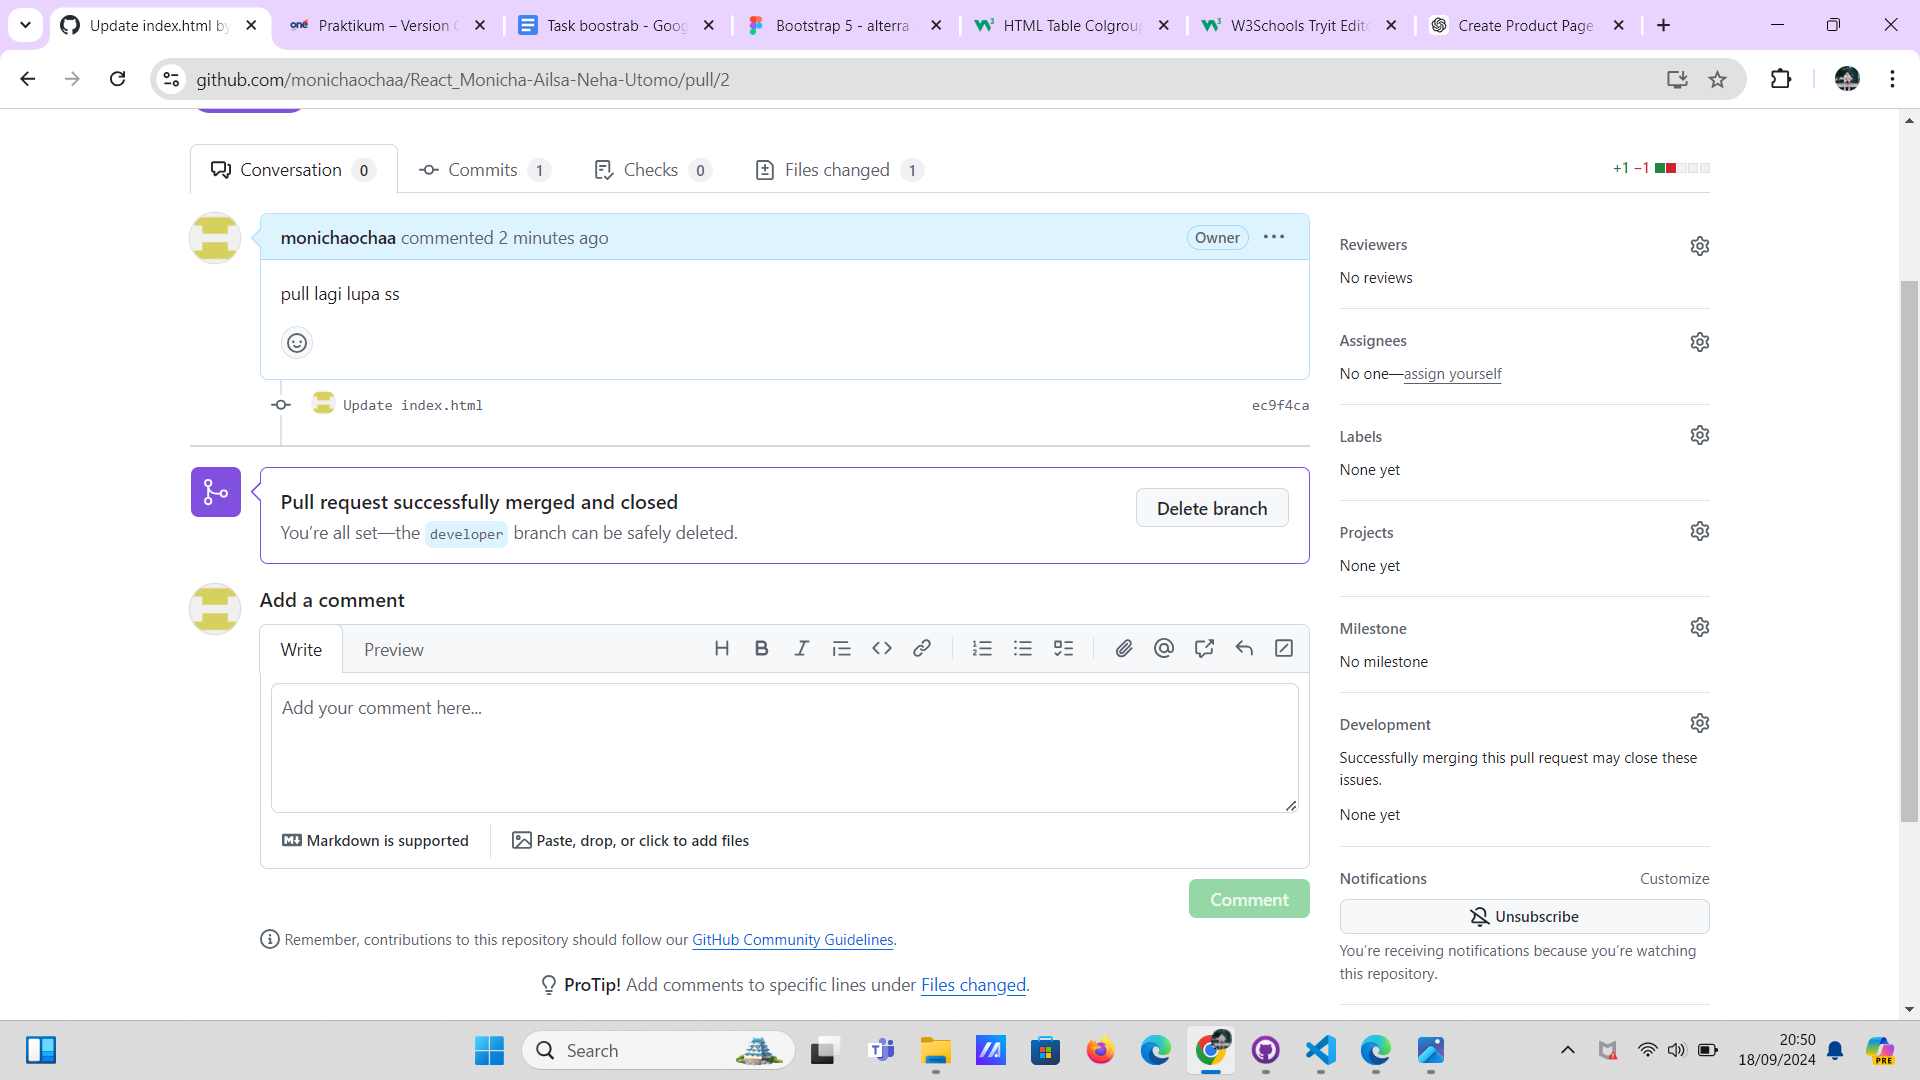 Update index.html by
Praktikum – Version C
Task boostrab - Goog
Bootstrap 5 - alterra
HTML Table Colgroup
W3Schools Tryit Edito
Create Product Page
github.com/monichaochaa/React_Monicha-Ailsa-Neha-Utomo/pull/2
Conversation 0
Commits 1
Checks 0
Files changed 1
+1 −1
monichaochaa commented 2 minutes ago
Owner
pull lagi lupa ss
Update index.html
ec9f4ca
Pull request successfully merged and closed
You’re all set—the developer branch can be safely deleted.
Delete branch
Add a comment
Write
Preview
Add your comment here...
Markdown is supported
Paste, drop, or click to add files
Comment
Remember, contributions to this repository should follow our GitHub Community Guidelines.
ProTip! Add comments to specific lines under Files changed.
Reviewers
No reviews
Assignees
No one—assign yourself
Labels
None yet
Projects
None yet
Milestone
No milestone
Development
Successfully merging this pull request may close these
issues.
None yet
Notifications
Customize
Unsubscribe
You’re receiving notifications because you’re watching
this repository.
Search
20:50
18/09/2024
PRE